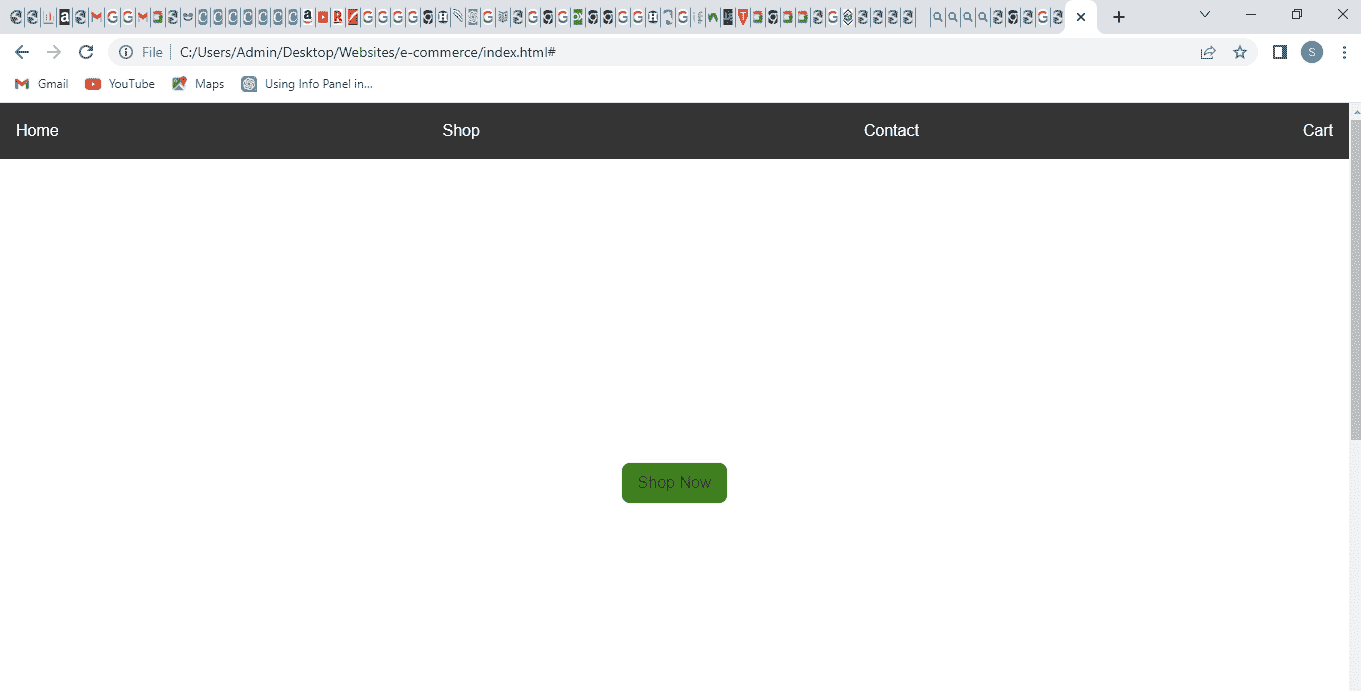 File C:/Users/Admin/Desktop/Websites/e-commerce/index.html#
S
Gmail YouTube Maps Using Info Panel in...
Home Shop Contact Cart
Shop Now